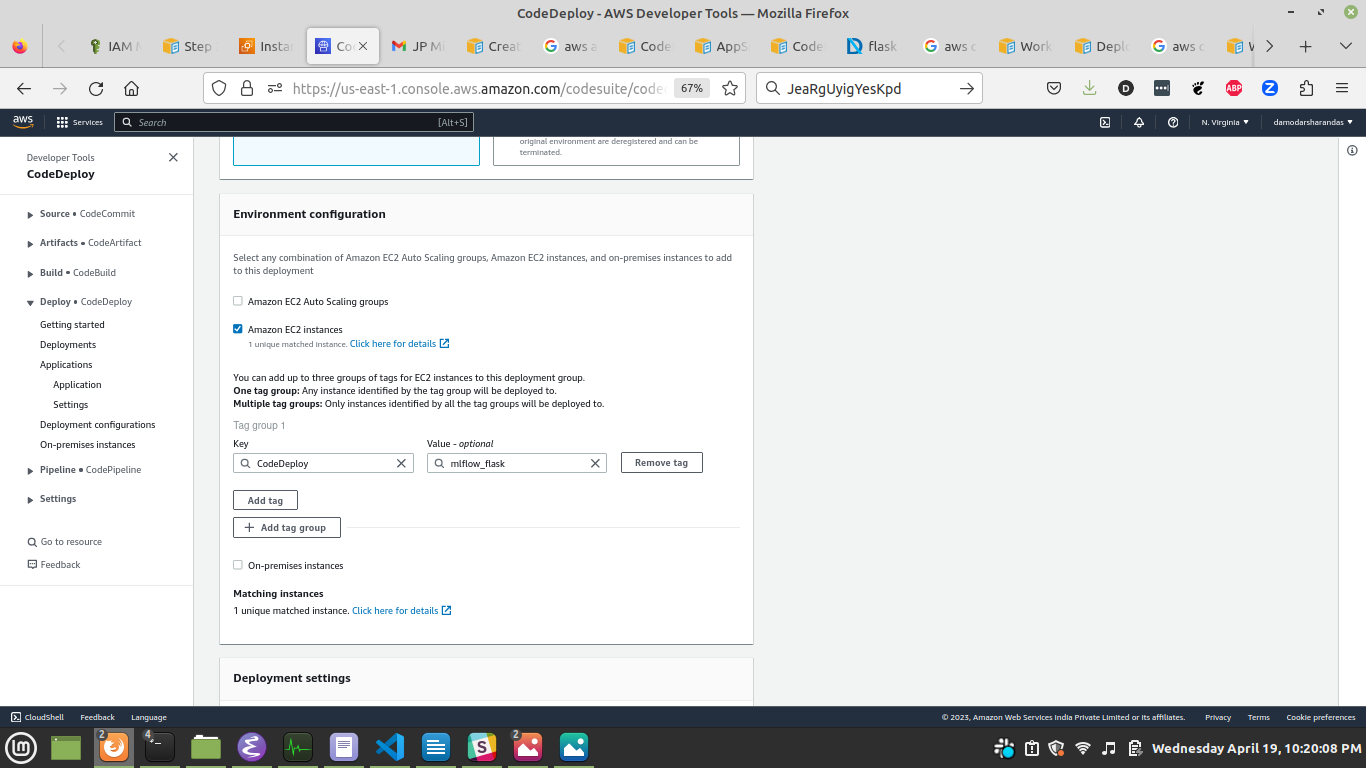 CodeDeploy - AWS Developer Tools — Mozilla Firefox
IAM
Step
Instar
Co
JP M
Creat
aws a
Code
AppS
Code
flask
aws c
Work
Deplo
aws c
https://us-east-1.console.aws.amazon.com/codesuite/code
67%
JeaRgUyigYesKpd
aws
Services
Search
[Alt+S]
N. Virginia
damodarsharandas
Developer Tools
CodeDeploy
Source • CodeCommit
Artifacts • CodeArtifact
Build • CodeBuild
Deploy • CodeDeploy
Getting started
Deployments
Applications
Application
Settings
Deployment configurations
On-premises instances
Pipeline • CodePipeline
Settings
Go to resource
Feedback
original environment are deregistered and can be
terminated.
Environment configuration
Select any combination of Amazon EC2 Auto Scaling groups, Amazon EC2 instances, and on-premises instances to add
to this deployment
Amazon EC2 Auto Scaling groups
Amazon EC2 instances
1 unique matched instance. Click here for details
You can add up to three groups of tags for EC2 instances to this deployment group.
One tag group: Any instance identified by the tag group will be deployed to.
Multiple tag groups: Only instances identified by all the tag groups will be deployed to.
Tag group 1
Key
Value - optional
CodeDeploy
mlflow_flask
Remove tag
Add tag
Add tag group
On-premises instances
Matching instances
1 unique matched instance. Click here for details
Deployment settings
CloudShell
Feedback
Language
© 2023, Amazon Web Services India Private Limited or its affiliates.
Privacy
Terms
Cookie preferences
2
4
2
Wednesday April 19, 10:20:08 PM